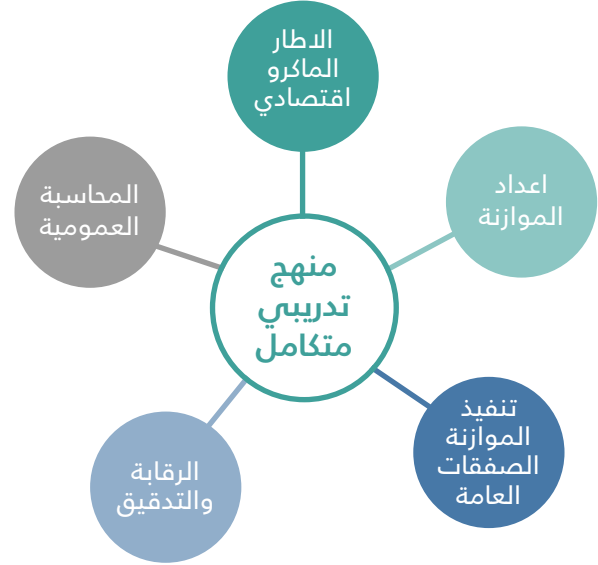 الاطار
الماكرو
اقتصادي
اعداد
الموازنة
تنفيذ
الموازنة
الصفقات
العامة
الرقابة
والتدقيق
المحاسبة
العمومية
منهج
تدريبي
متكامل